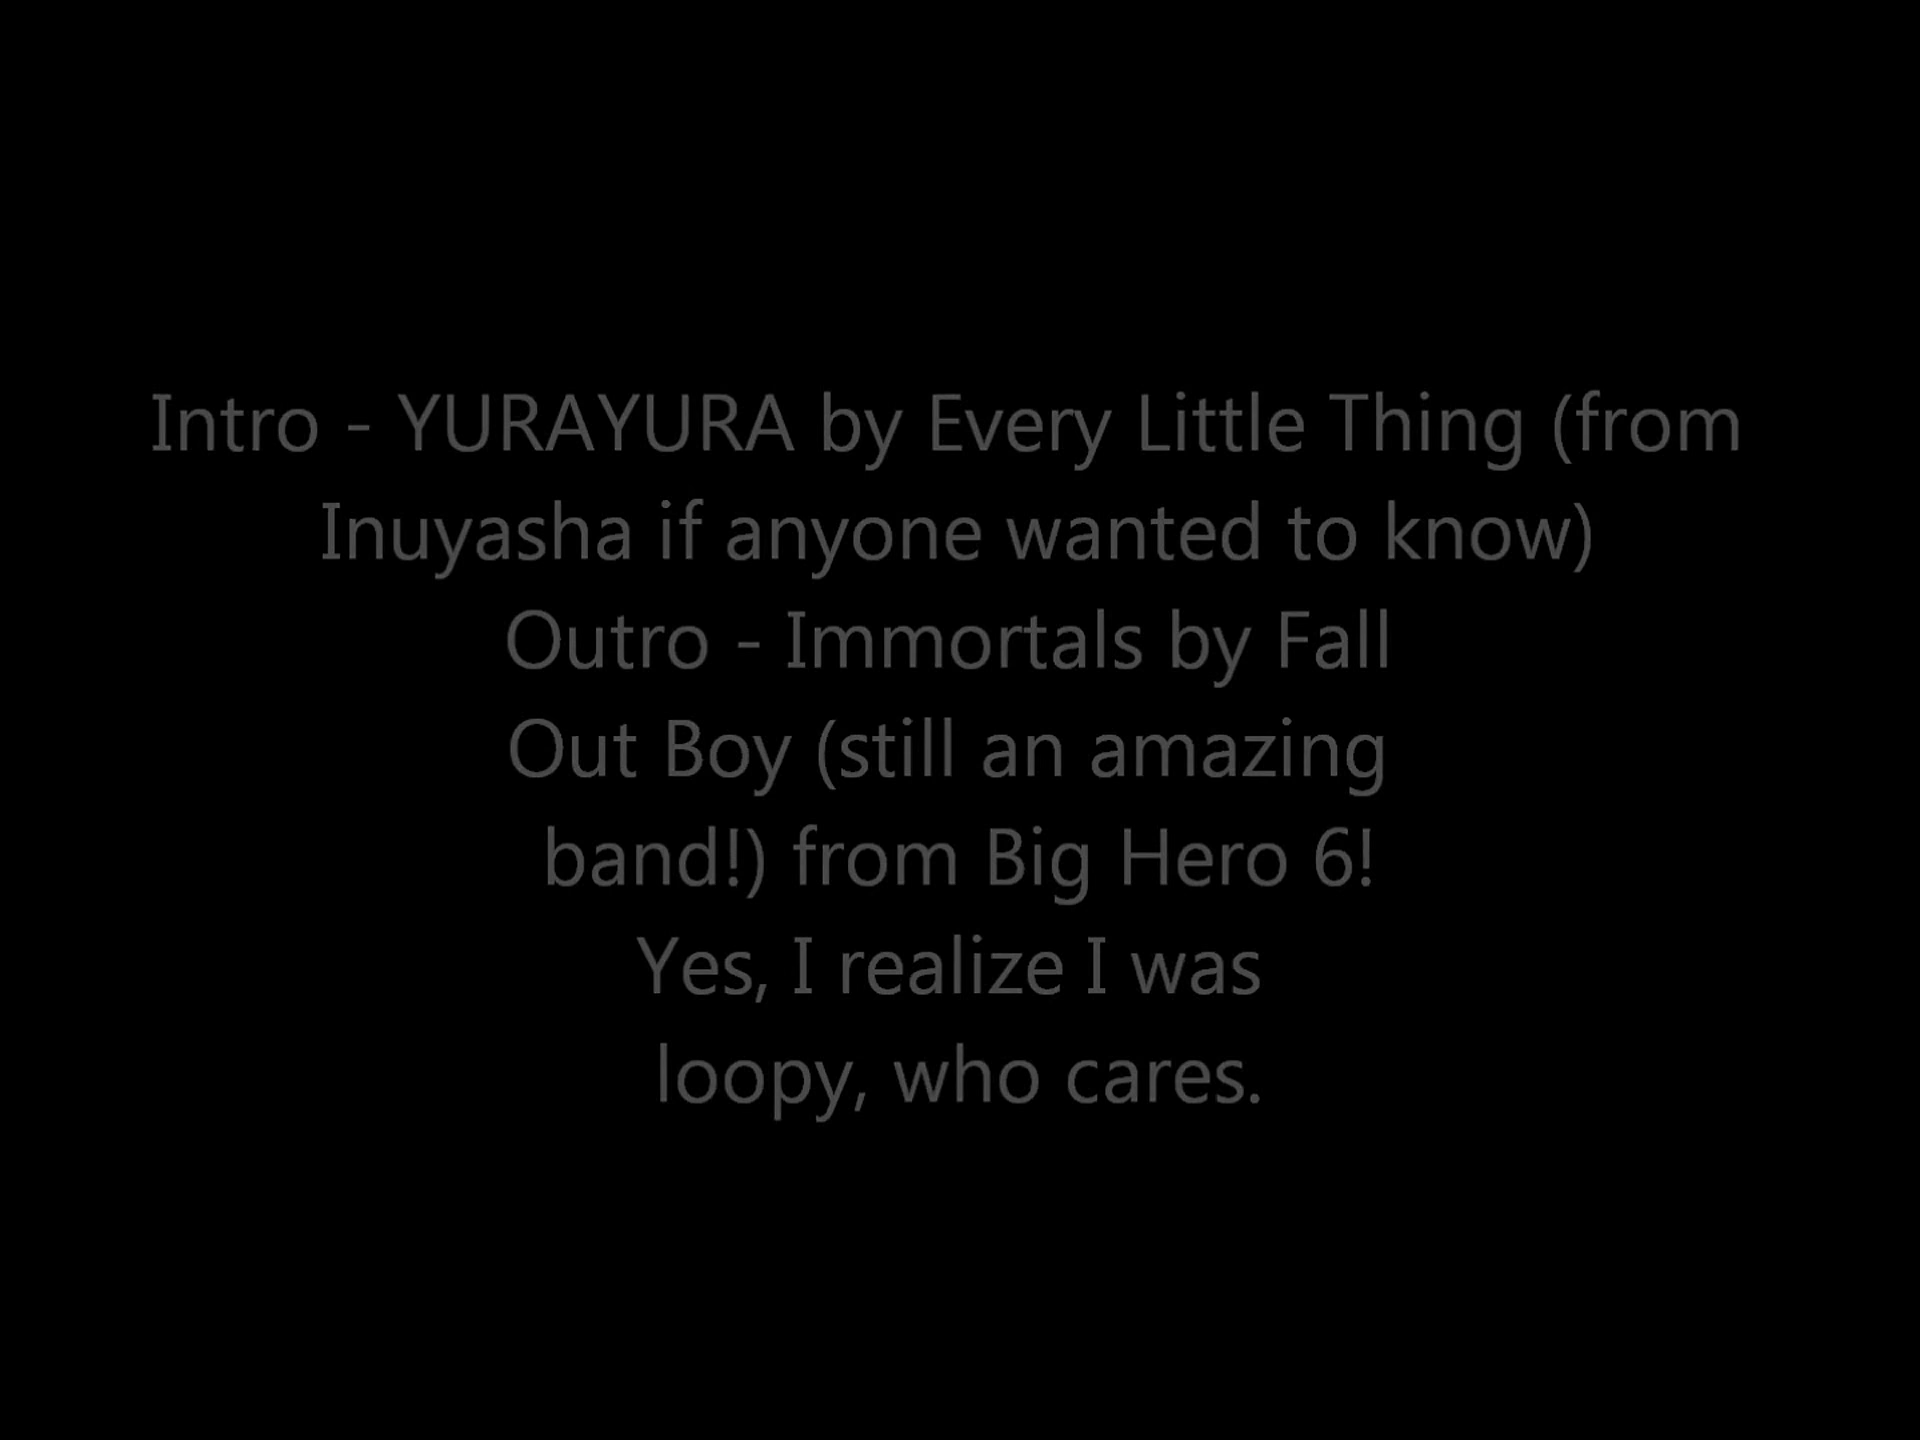 Intro - YURAYURA by Every Little Thing (from
Inuyasha if anyone wanted to know)
Outro - Immortals by Fall
Out Boy (still an amazing
band!) from Big Hero 6!
Yes, I realize I was
loopy, who cares.